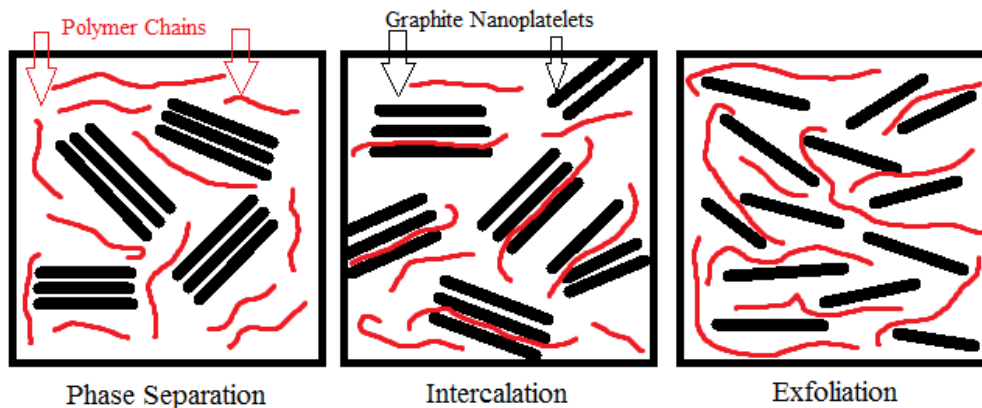 Polymer Chains
Graphite Nanoplatelets
Phase Separation
Intercalation
Exfoliation